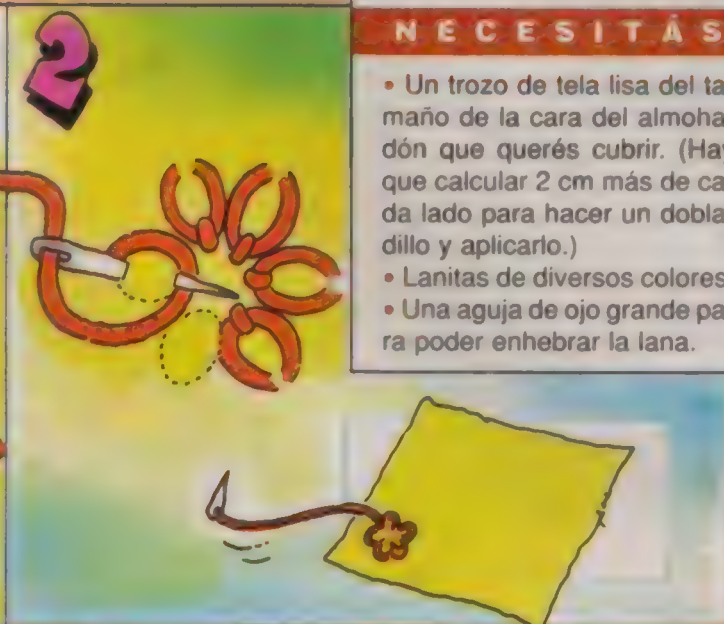 2
NECESITÁS
• Un trozo de tela lisa del ta-
maño de la cara del almoha-
dón que querés cubrir. (Hay
que calcular 2 cm más de ca-
da lado para hacer un dobla-
dillo y aplicarlo.)
• Lanitas de diversos colores
• Una aguja de ojo grande pa-
ra poder enhebrar la lana.